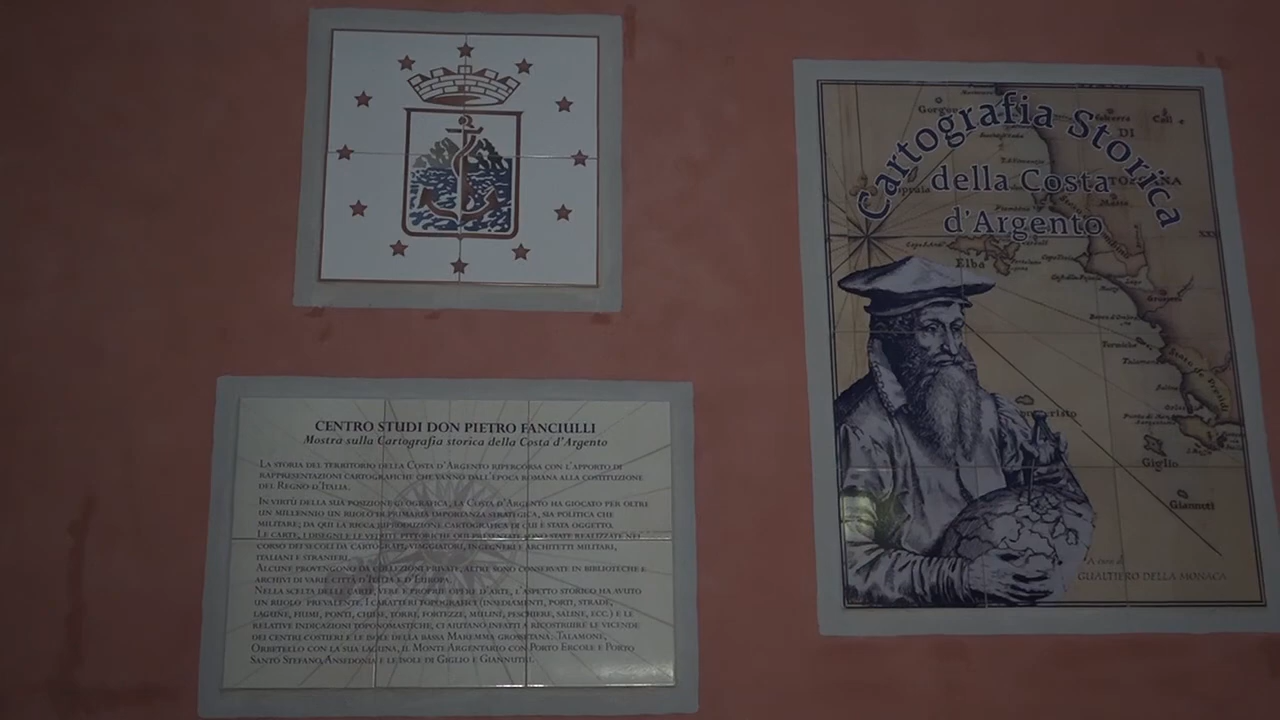 Cartografia Storica
della Costa
d'Argento
Gorgo
DI
Elba
Giglio
Giannuti
A cura di
GUALTIERO DELLA MONACA
CENTRO STUDI DON PIETRO FANCIULLI
Mostra sulla Cartografia storica della Costa d'Argento
LA STORIA DEL TERRITORIO DELLA COSTA D'ARGENTO RIPERCORSA CON L'APPORTO DI
RAPPRESENTAZIONI CARTOGRAFICHE CHE VANNO DALL'EPOCA ROMANA ALLA COSTITUZIONE
DEL REGNO D'ITALIA.
IN VIRTÙ DELLA SUA POSIZIONE GEOGRAFICA, LA COSTA D'ARGENTO HA GIOCATO PER OLTRE
UN MILLENNIO UN RUOLO DI PRIMARIA IMPORTANZA STRATEGICA, SIA POLITICA CHE
MILITARE; DA QUI LA RICCA RIPRODUZIONE CARTOGRAFICA DI CUI È STATA OGGETTO.
LE CARTE, I DISEGNI E LE VEDUTE PITTORICHE QUI PRESENTATE SONO STATE REALIZZATE NEL
CORSO DEI SECOLI DA CARTOGRAFI, VIAGGIATORI, INGEGNERI E ARCHITETTI MILITARI,
ITALIANI E STRANIERI.
ALCUNE PROVENGONO DA COLLEZIONI PRIVATE, ALTRE SONO CONSERVATE IN BIBLIOTECHE E
ARCHIVI DI VARIE CITTÀ D'ITALIA E D'EUROPA.
NELLA SCELTA DELLE CARTE, VERE E PROPRIE OPERE D'ARTE, L'ASPETTO STORICO HA AVUTO
UN RUOLO PREVALENTE. I CARATTERI TOPOGRAFICI (INSEDIAMENTI, PORTI, STRADE,
LAGUNE, FIUMI, PONTI, CHIESE, TORRI, FORTEZZE, MULINI, PESCHIERE, SALINE, ECC.) E LE
RELATIVE INDICAZIONI TOPONOMASTICHE, CI AIUTANO INFATTI A RICOSTRUIRE LE VICENDE
DEI CENTRI COSTIERI E LE ISOLE DELLA BASSA MAREMMA GROSSETANA: TALAMONE,
ORBETELLO CON LA SUA LAGUNA, IL MONTE ARGENTARIO CON PORTO ERCOLE E PORTO
SANTO STEFANO, ANSEDONIA E LE ISOLE DI GIGLIO E GIANNUTRI.